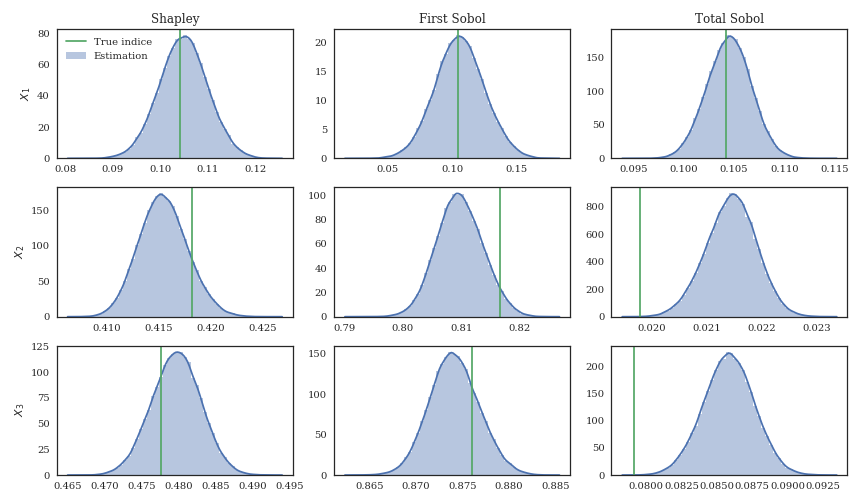 Shapley First Sobol Total Sobol
80 60 40 20 0
True indice
Estimation
X1
0.08 0.09 0.10 0.11 0.12
20 15 10 5 0
0.05 0.10 0.15
150 100 50 0
0.095 0.100 0.105 0.110 0.115
150 100 50 0
X2
0.410 0.415 0.420 0.425
100 80 60 40 20 0
0.79 0.80 0.81 0.82
800 600 400 200 0
0.020 0.021 0.022 0.023
125 100 75 50 25 0
X3
0.465 0.470 0.475 0.480 0.485 0.490 0.495
150 100 50 0
0.865 0.870 0.875 0.880 0.885
200 150 100 50 0
0.0800 0.0825 0.0850 0.0875 0.0900 0.0925